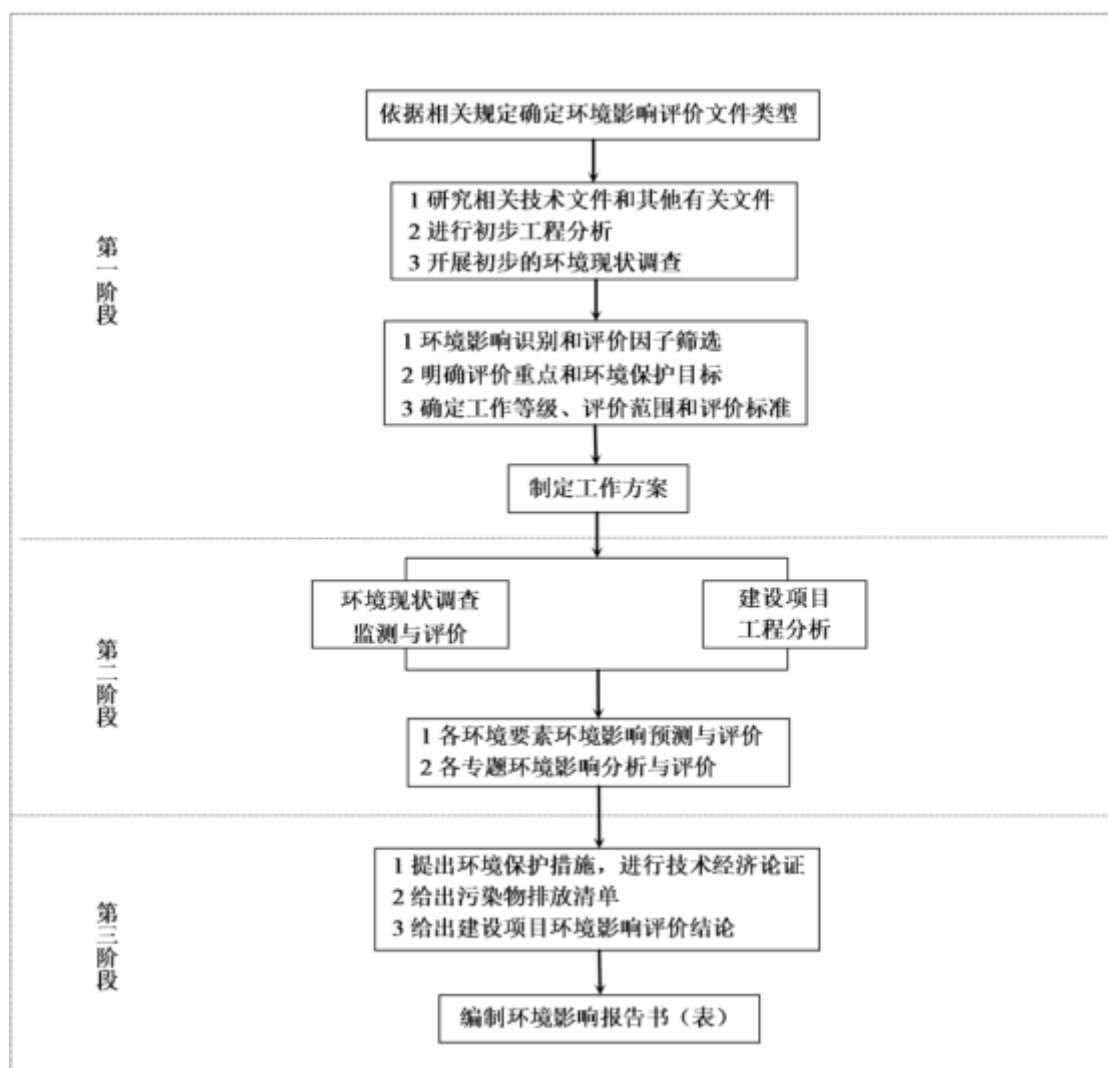 依据相关规定确定环境影响评价文件类型
1 研究相关技术文件和其他有关文件
2 进行初步工程分析
3 开展初步的环境现状调查
第一阶段
1 环境影响识别和评价因子筛选
2 明确评价重点和环境保护目标
3 确定工作等级、评价范围和评价标准
制定工作方案
环境现状调查
监测与评价
建设项目
工程分析
第二阶段
1 各环境要素环境影响预测与评价
2 各专题环境影响分析与评价
1 提出环境保护措施，进行技术经济论证
2 给出污染物排放清单
3 给出建设项目环境影响评价结论
第三阶段
编制环境影响报告书（表）